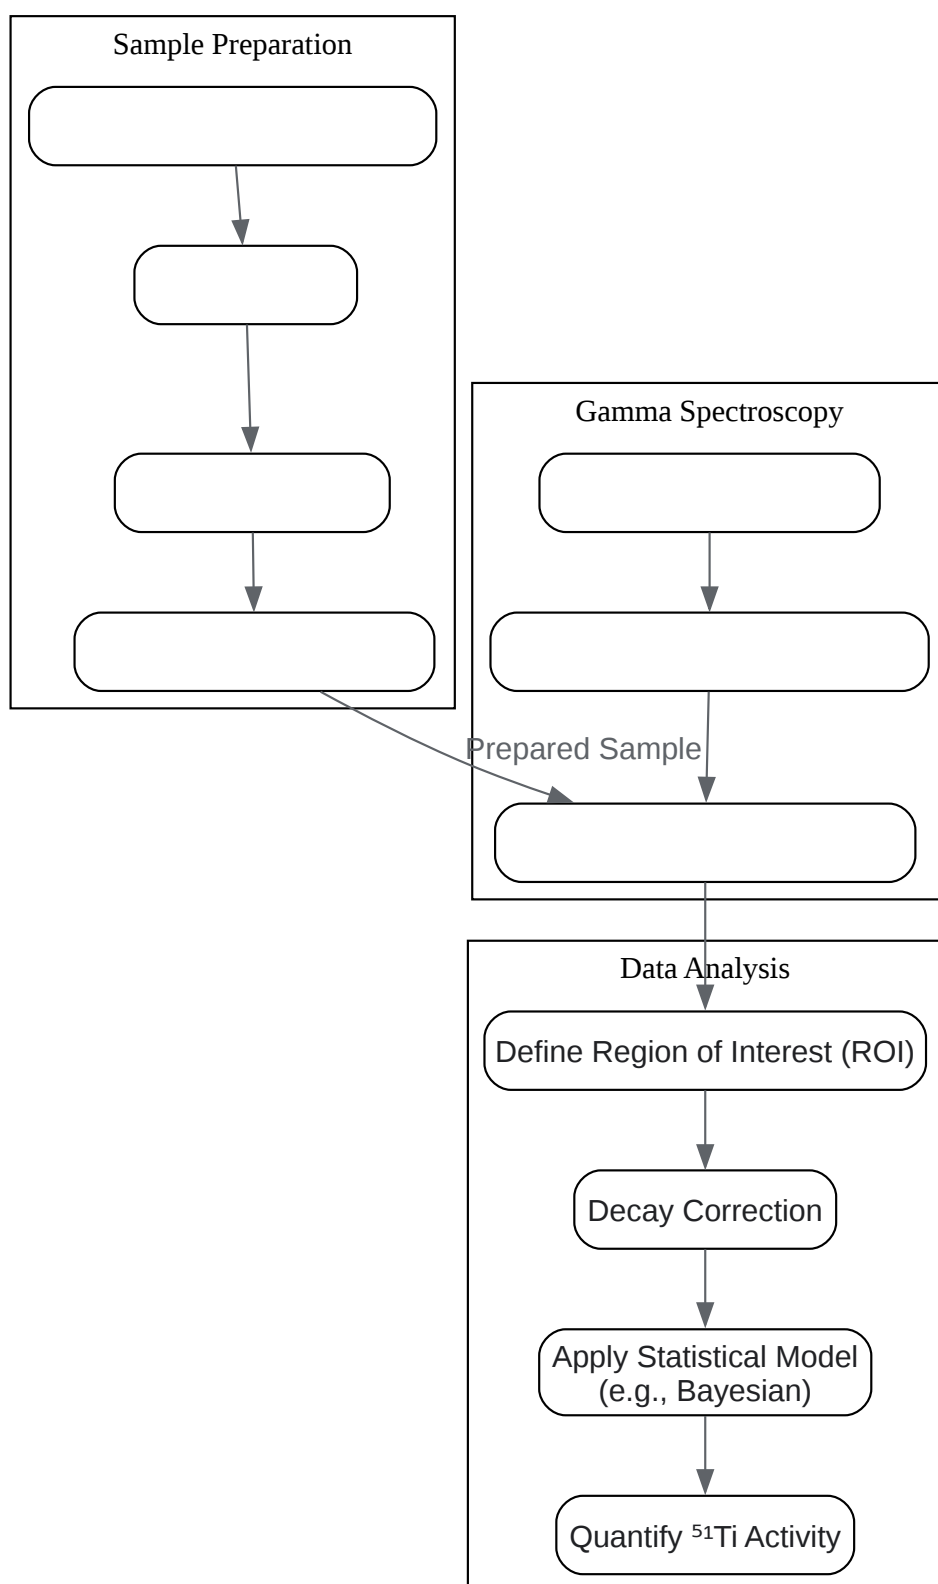 Sample Preparation
Gamma Spectroscopy
Prepared Sample
Data Analysis
Define Region of Interest (ROI)
Decay Correction
Apply Statistical Model
(e.g., Bayesian)
Quantify ⁵¹Ti Activity